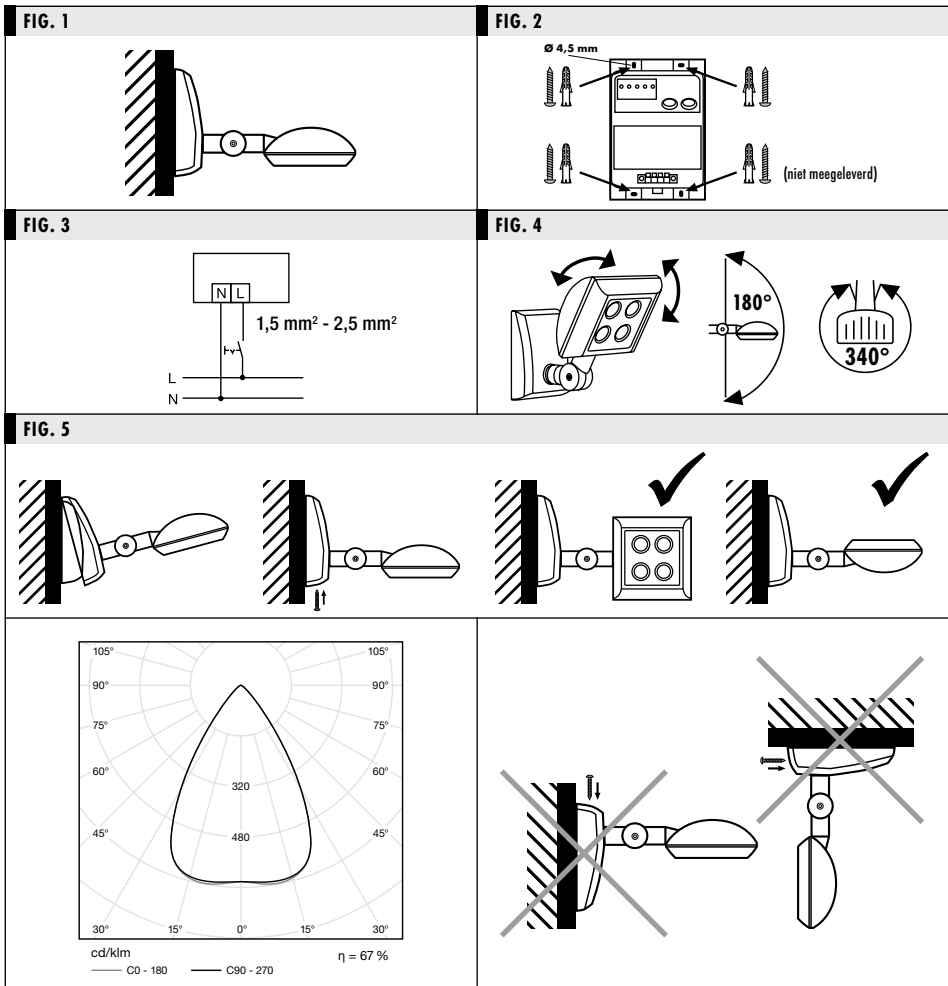 FIG. 1
FIG. 2
Ø 4,5 mm
(niet meegeleverd)
FIG. 3
N L
1,5 mm² - 2,5 mm²
L
N
FIG. 4
180°
340°
FIG. 5
105° 105°
90° 90°
75° 75°
60° 60°
320
45° 480 45°
30° 15° 0° 15° 30°
cd/klm η = 67 %
C0 - 180 C90 - 270